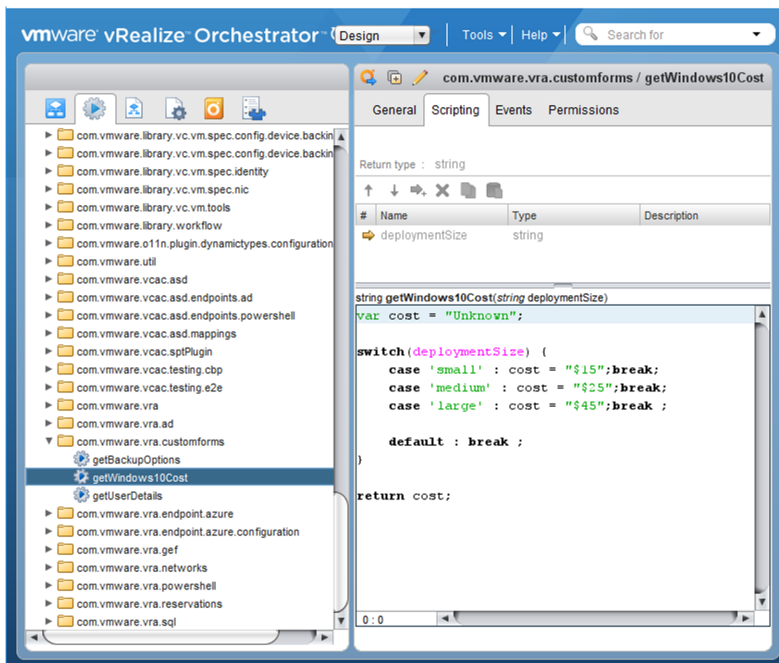 vmware vRealize Orchestrator Design Tools Help Search for
com.vmware.library.vc.vm.spec.config.device.backin
com.vmware.library.vc.vm.spec.config.device.backin
com.vmware.library.vc.vm.spec.identity
com.vmware.library.vc.vm.spec.nic
com.vmware.library.vc.vm.tools
com.vmware.library.workflow
com.vmware.o11n.plugin.dynamictypes.configuration
com.vmware.util
com.vmware.vcac.asd
com.vmware.vcac.asd.endpoints.ad
com.vmware.vcac.asd.endpoints.powershell
com.vmware.vcac.asd.mappings
com.vmware.vcac.sptPlugin
com.vmware.vcac.testing.cbp
com.vmware.vcac.testing.e2e
com.vmware.vra
com.vmware.vra.ad
com.vmware.vra.customforms
getBackupOptions
getWindows10Cost
getUserDetails
com.vmware.vra.endpoint.azure
com.vmware.vra.endpoint.azure.configuration
com.vmware.vra.gef
com.vmware.vra.networks
com.vmware.vra.powershell
com.vmware.vra.reservations
com.vmware.vra.sql
com.vmware.vra.customforms / getWindows10Cost
General Scripting Events Permissions
Return type : string
# Name Type Description
deploymentSize string
string getWindows10Cost(string deploymentSize)
var cost = "Unknown";
switch(deploymentSize) {
case 'small' : cost = "$15";break;
case 'medium' : cost = "$25";break;
case 'large' : cost = "$45";break ;
default : break ;
}
return cost;
0 : 0